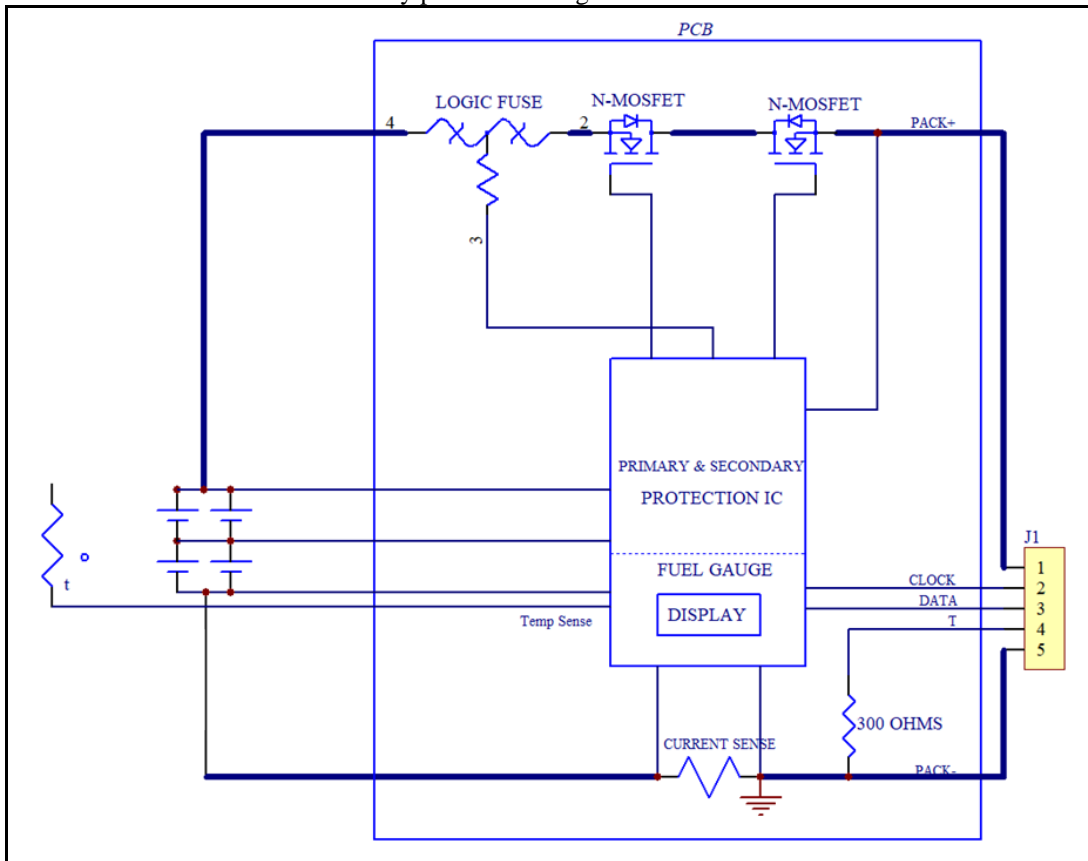 PCB
LOGIC FUSE
N-MOSFET
N-MOSFET
4
2
PACK+
3
PRIMARY & SECONDARY
PROTECTION IC
t
FUEL GAUGE
DISPLAY
Temp Sense
J1
1
CLOCK
2
DATA
3
T
4
5
300 OHMS
CURRENT SENSE
PACK-